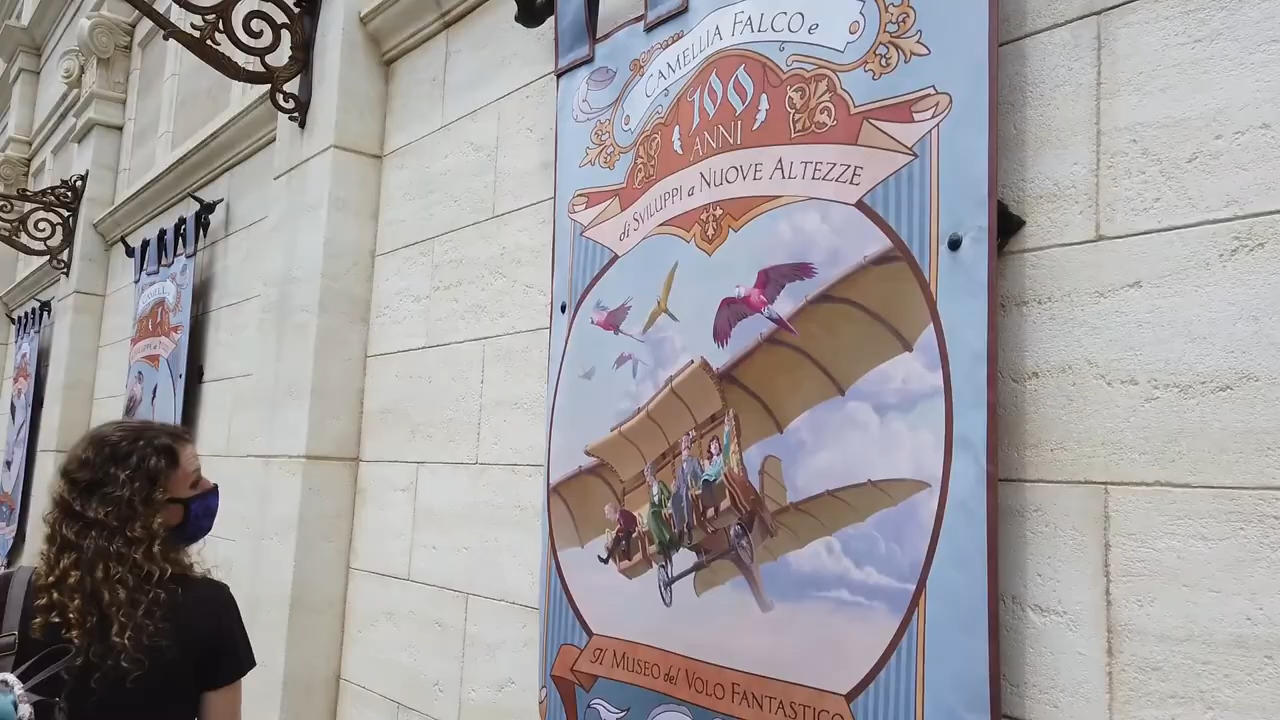 CAMELLIA FALCO e
100
ANNI
di SVILUPPI a NUOVE ALTEZZE
Il MUSEO del VOLO FANTASTICO